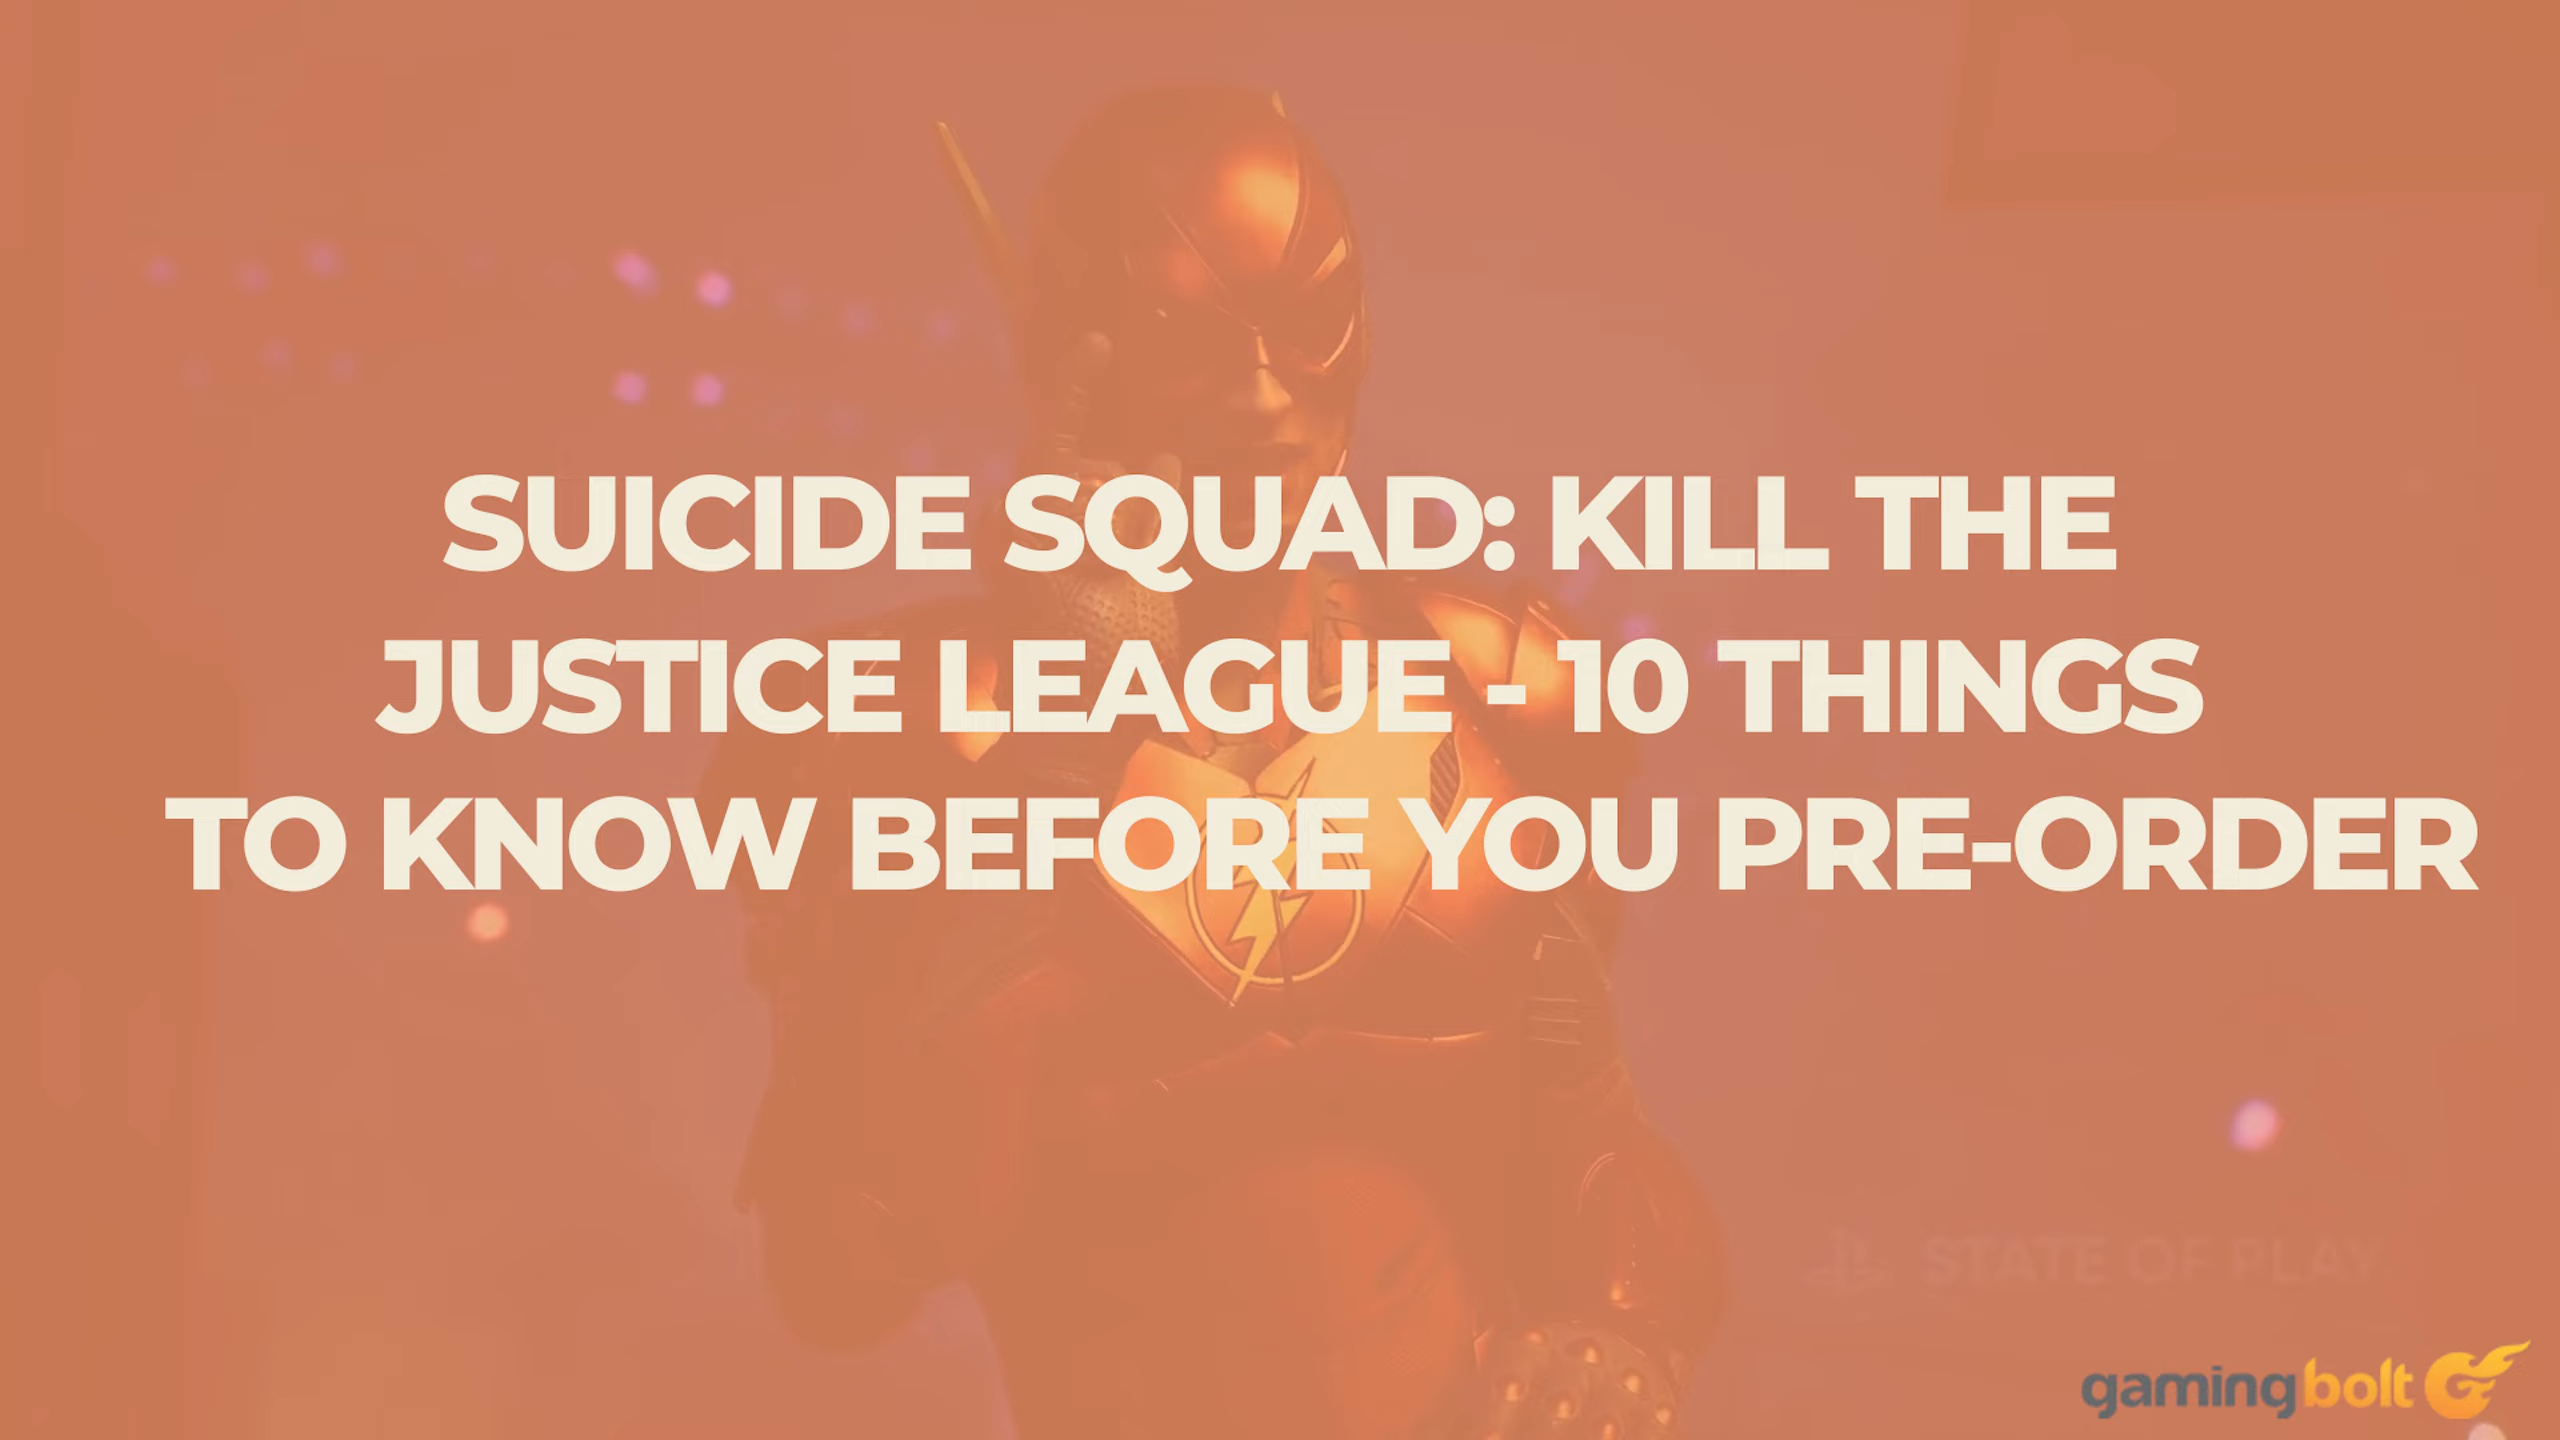 SUICIDE SQUAD: KILL THE
JUSTICE LEAGUE - 10 THINGS
TO KNOW BEFORE YOU PRE-ORDER
STATE OF PLAY
gamingbolt